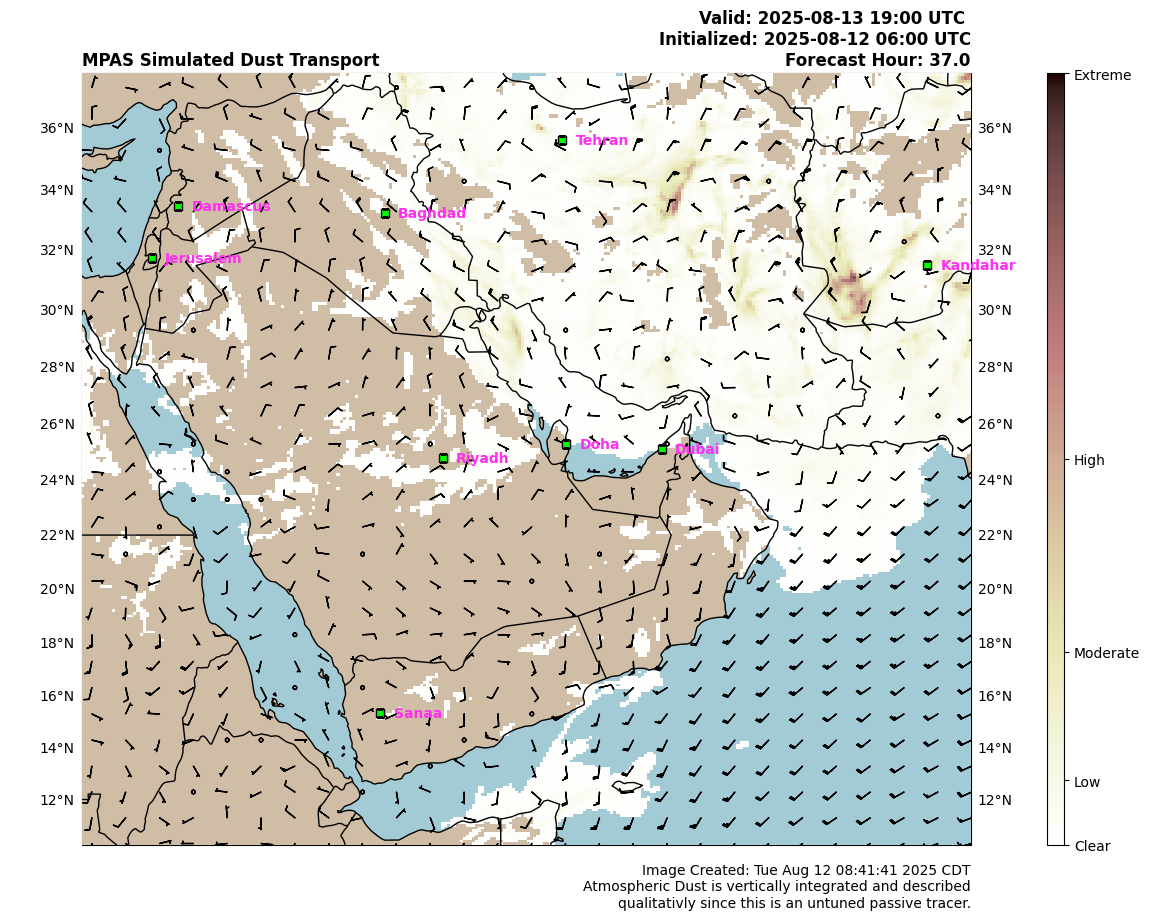 Valid: 2025-08-13 19:00 UTC
Initialized: 2025-08-12 06:00 UTC
MPAS Simulated Dust Transport
Forecast Hour: 37.0
Extreme
36°N
36°N
Tehran
34°N
34°N
Damascus
Baghdad
32°N
32°N
Jerusalem
Kandahar
30°N
30°N
28°N
28°N
26°N
26°N
Doha
Dubai
Riyadh
High
24°N
24°N
22°N
22°N
20°N
20°N
18°N
18°N
Moderate
16°N
16°N
Sanaa
14°N
14°N
Low
12°N
12°N
Clear
Image Created: Tue Aug 12 08:41:41 2025 CDT
Atmospheric Dust is vertically integrated and described
qualitativly since this is an untuned passive tracer.